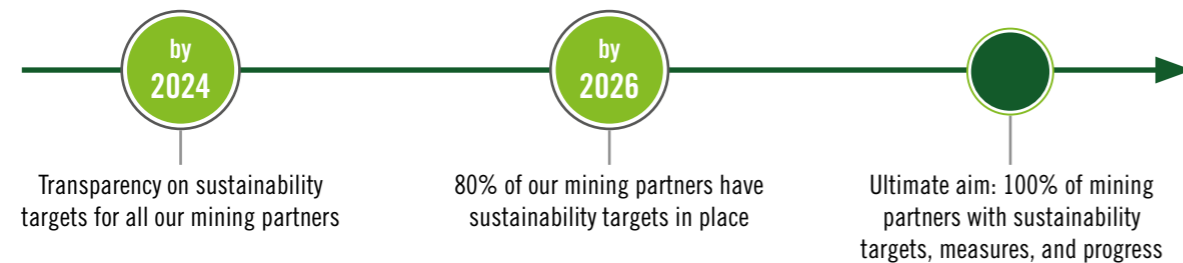 by
2024
Transparency on sustainability
targets for all our mining partners
by
2026
80% of our mining partners have
sustainability targets in place
Ultimate aim: 100% of mining
partners with sustainability
targets, measures, and progress